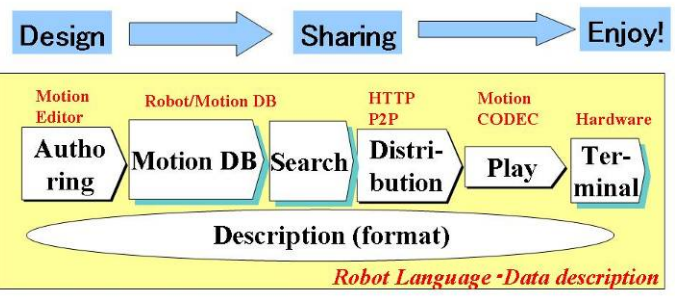 Design
Sharing
Enjoy!
Motion
Editor
Robot/Motion DB
HTTP
P2P
Motion
CODEC
Hardware
Autho
ring
Motion DB
Search
Distri-
bution
Play
Ter-
minal
Description (format)
Robot Language・Data description